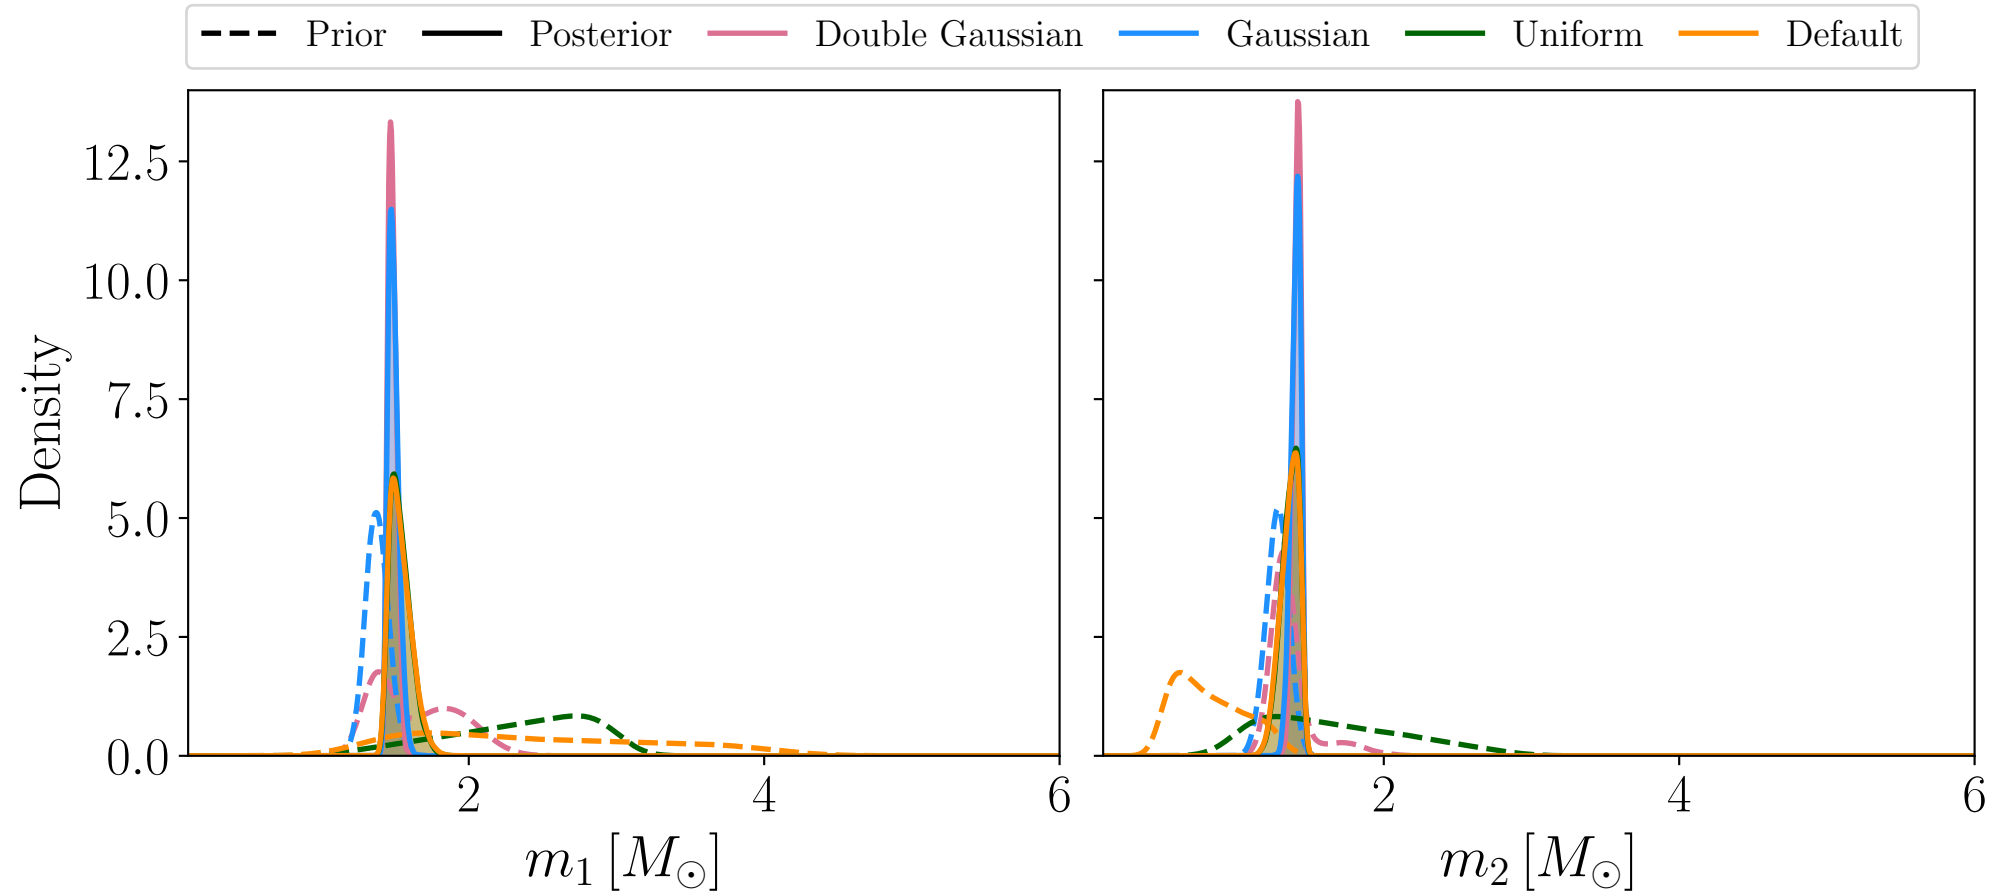 Prior Posterior Double Gaussian Gaussian Uniform Default
12.5
10.0
7.5
5.0
2.5
0.0
Density
2 4 6
m₁ [M⊙]
2 4 6
m₂ [M⊙]